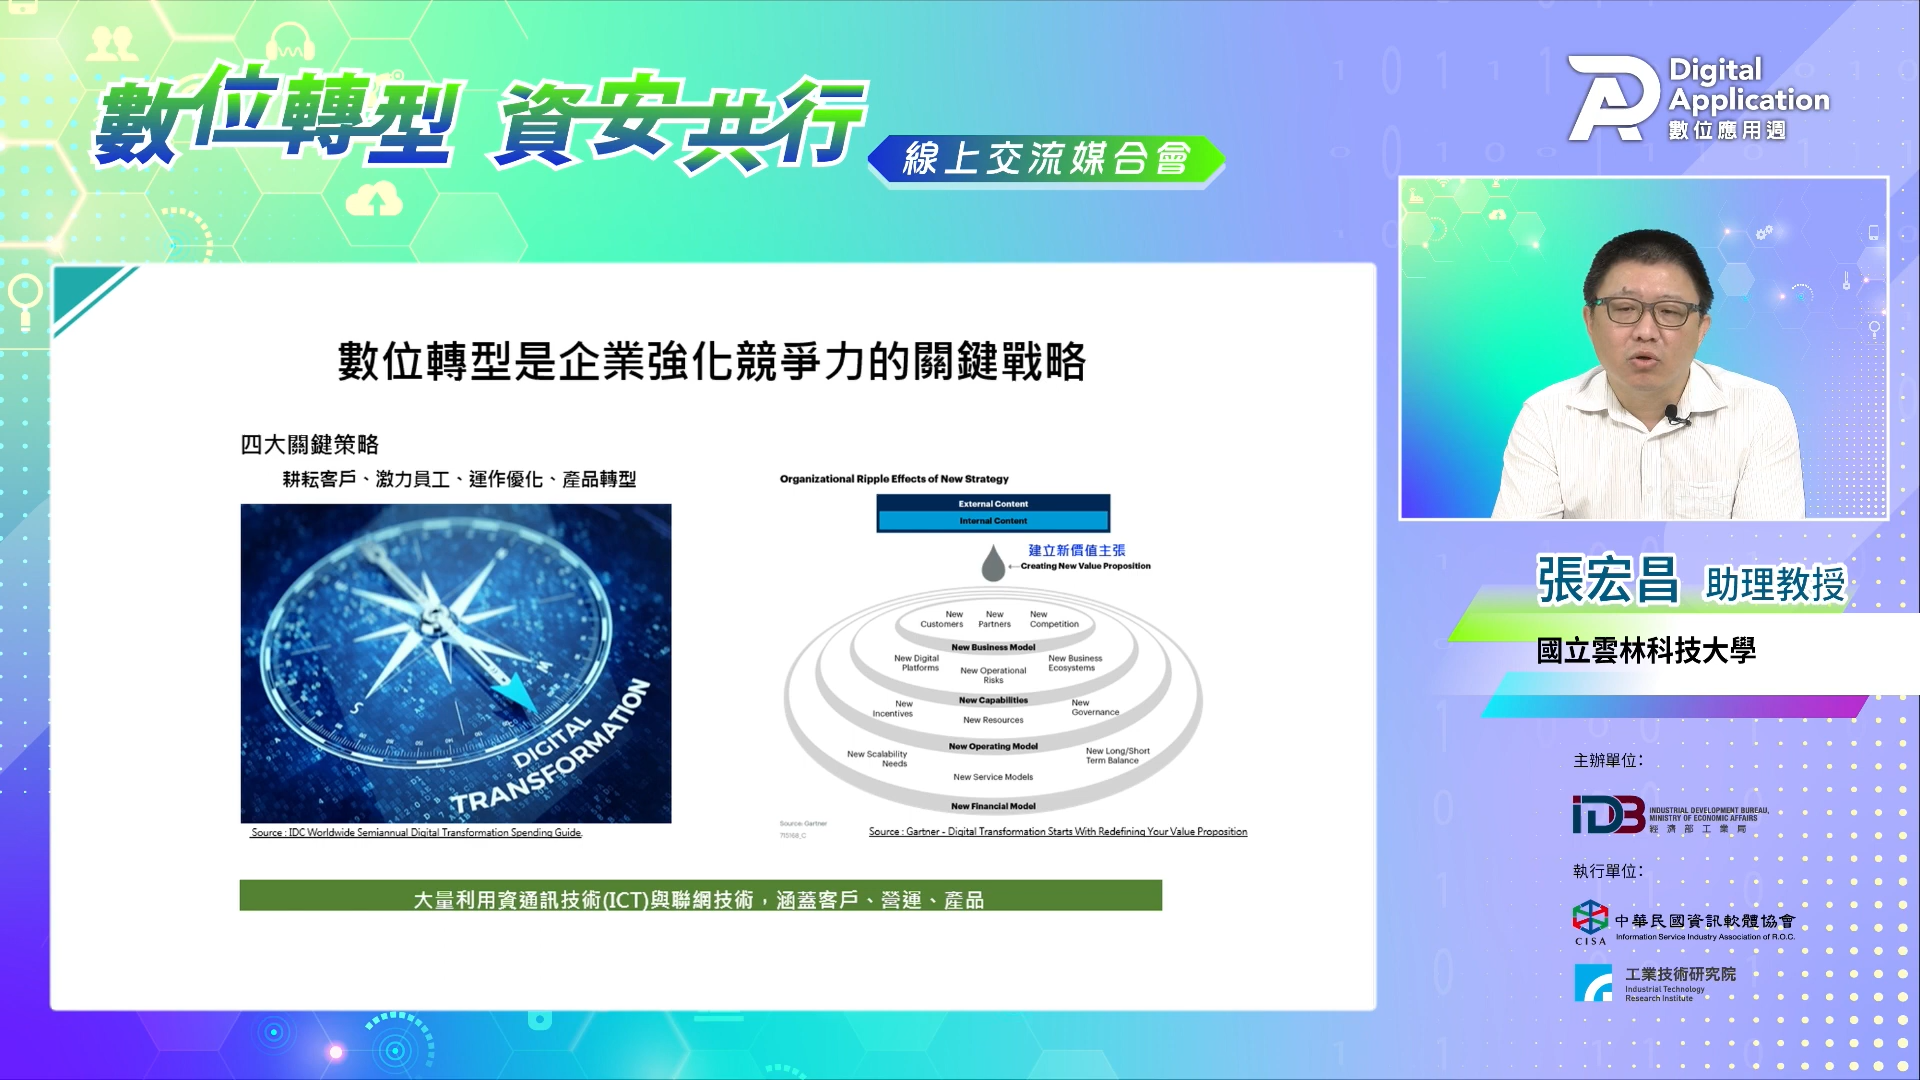 數位轉型 資安共行
線上交流媒合會
Digital
Application
數位應用週
數位轉型是企業強化競爭力的關鍵戰略
四大關鍵策略
耕耘客戶、激力員工、運作優化、產品轉型
DIGITAL
TRANSFORMATION
Source : IDC Worldwide Semiannual Digital Transformation Spending Guide.
Organizational Ripple Effects of New Strategy
External Content
Internal Content
建立新價值主張
Creating New Value Proposition
New Customers
New Partners
New Competition
New Business Model
New Digital Platforms
New Operational Risks
New Business Ecosystems
New Capabilities
New Incentives
New Resources
New Governance
New Operating Model
New Scalability Needs
New Service Models
New Long/Short Term Balance
New Financial Model
Source: Gartner
715168_C
Source : Gartner - Digital Transformation Starts With Redefining Your Value Proposition
大量利用資通訊技術(ICT)與聯網技術，涵蓋客戶、營運、產品
張宏昌 助理教授
國立雲林科技大學
主辦單位：
IDB
INDUSTRIAL DEVELOPMENT BUREAU,
MINISTRY OF ECONOMIC AFFAIRS
經濟部工業局
執行單位：
CISA
中華民國資訊軟體協會
Information Service Industry Association of R.O.C.
工業技術研究院
Industrial Technology
Research Institute